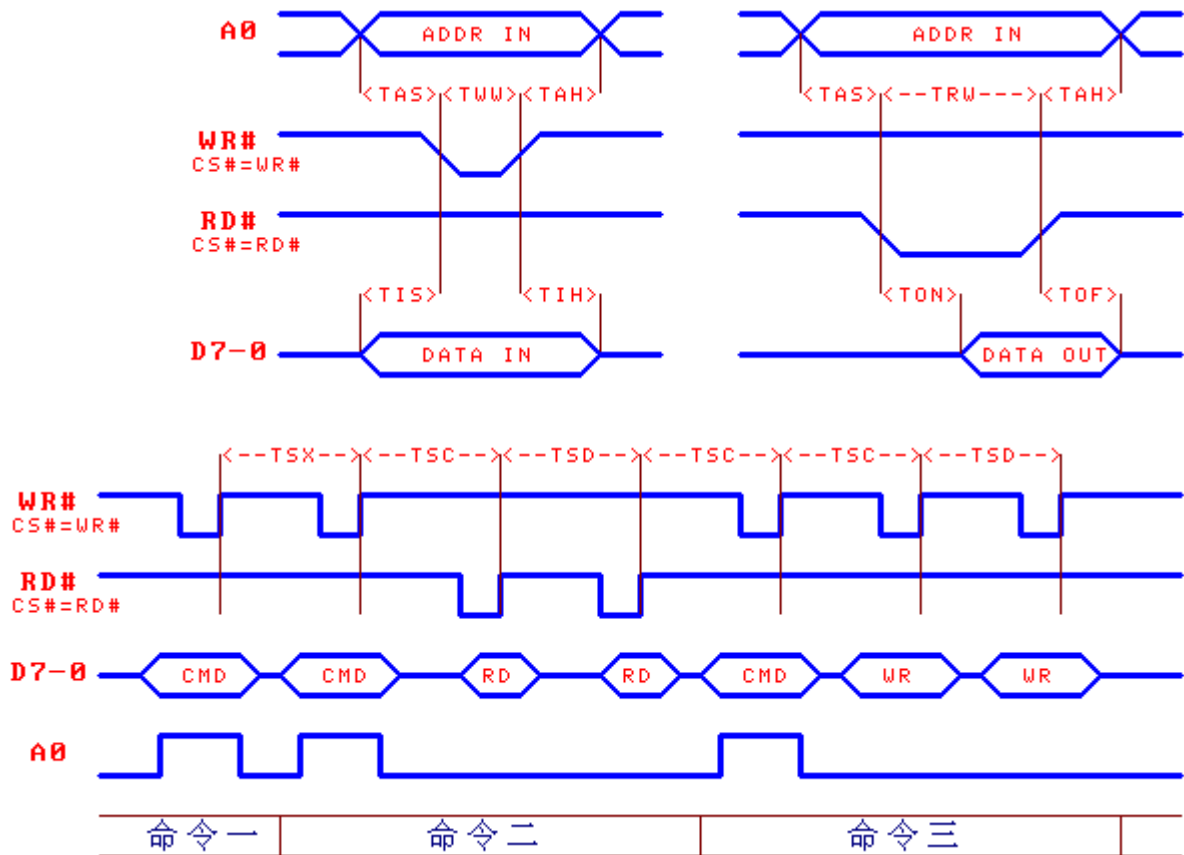 A0 ADDR IN ADDR IN
<TAS><TWW><TAH> <TAS><--TRW---><TAH>
WR#
CS#=WR#
RD#
CS#=RD#
<TIS> <TIH> <TON> <TOF>
D7-0 DATA IN DATA OUT
<--TSX---><--TSC---><--TSD---><--TSC---><--TSC---><--TSD--->
WR#
CS#=WR#
RD#
CS#=RD#
D7-0 CMD CMD RD RD CMD WR WR
A0
命令一 命令二 命令三